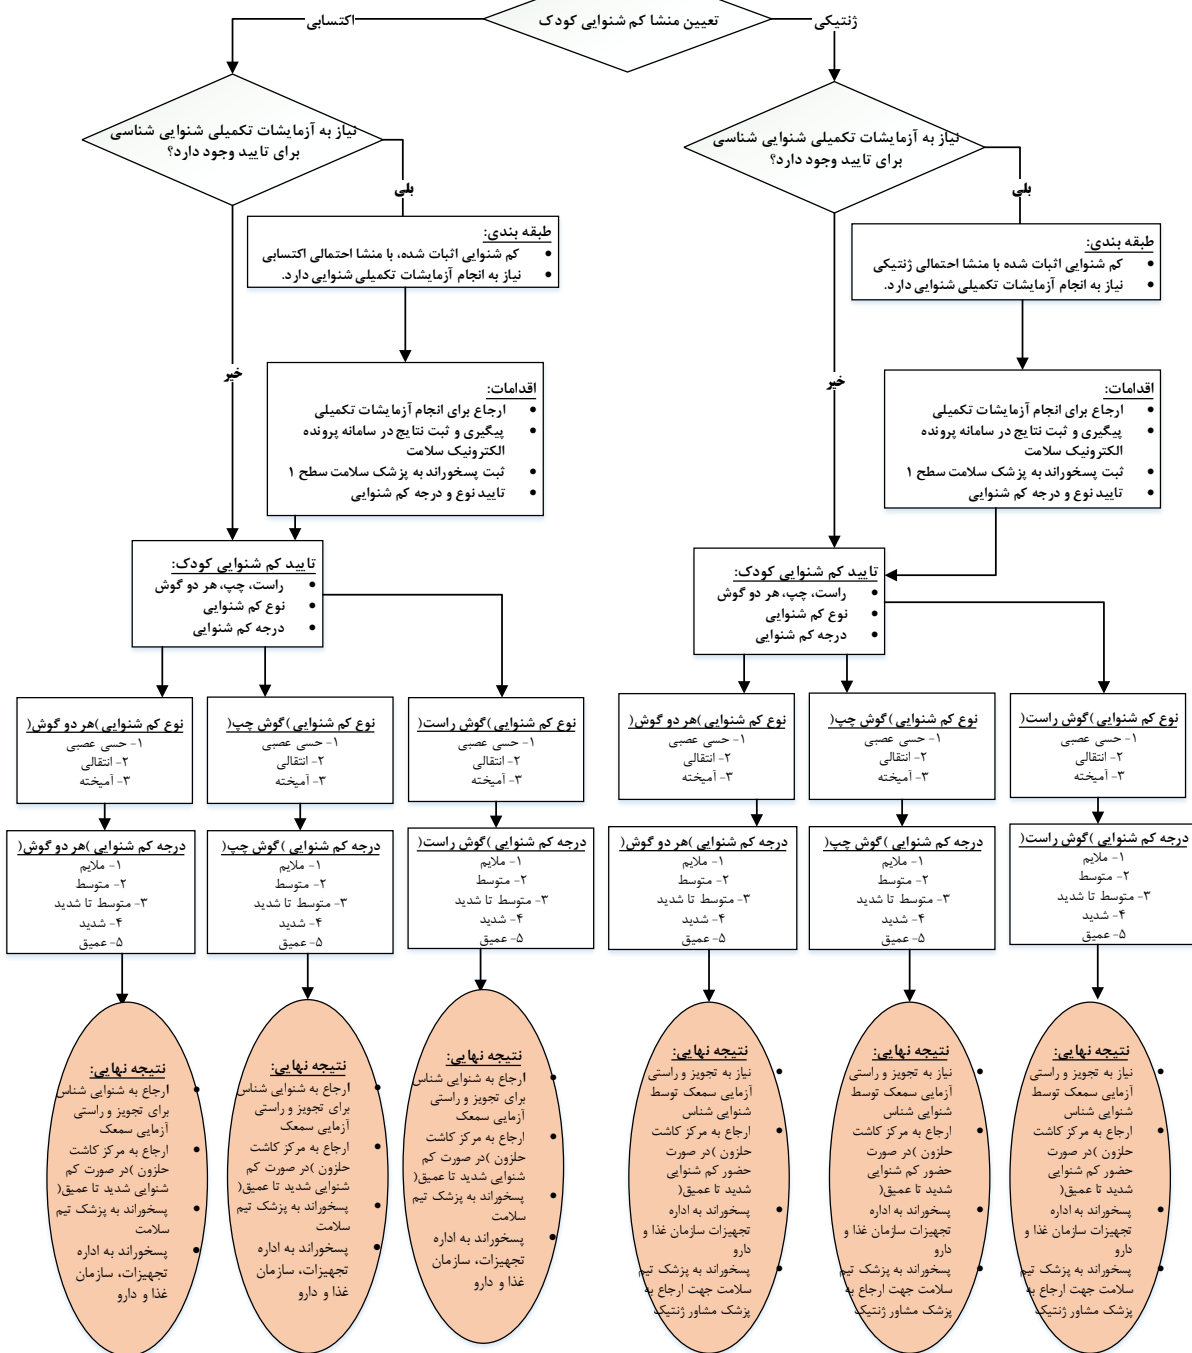 تعیین منشا کم شنوایی کودک
ژنتیکی
اکتسابی
نیاز به آزمایشات تکمیلی شنوایی شناسی
برای تایید وجود دارد؟
بلی
خیر
طبقه بندی:
• کم شنوایی اثبات شده با منشا احتمالی ژنتیکی
• نیاز به انجام آزمایشات تکمیلی شنوایی دارد.
اقدامات:
• ارجاع برای انجام آزمایشات تکمیلی
• پیگیری و ثبت نتایج در سامانه پرونده
الکترونیک سلامت
• ثبت پسخوراند به پزشک سلامت سطح ۱
• تایید نوع و درجه کم شنوایی
تایید کم شنوایی کودک:
• راست، چپ، هر دو گوش
• نوع کم شنوایی
• درجه کم شنوایی
نوع کم شنوایی )گوش راست(
۱- حسی عصبی
۲- انتقالی
۳- آمیخته
نوع کم شنوایی )گوش چپ(
۱- حسی عصبی
۲- انتقالی
۳- آمیخته
نوع کم شنوایی )هر دو گوش(
۱- حسی عصبی
۲- انتقالی
۳- آمیخته
درجه کم شنوایی )گوش راست(
۱- ملایم
۲- متوسط
۳- متوسط تا شدید
۴- شدید
۵- عمیق
درجه کم شنوایی )گوش چپ(
۱- ملایم
۲- متوسط
۳- متوسط تا شدید
۴- شدید
۵- عمیق
درجه کم شنوایی )هر دو گوش(
۱- ملایم
۲- متوسط
۳- متوسط تا شدید
۴- شدید
۵- عمیق
نتیجه نهایی:
• نیاز به تجویز و راستی
آزمایی سمعک توسط
شنوایی شناس
• ارجاع به مرکز کاشت
حلزون )در صورت
حضور کم شنوایی
شدید تا عمیق(
• پسخوراند به اداره
تجهیزات سازمان غذا و
دارو
• پسخوراند به پزشک تیم
سلامت جهت ارجاع به
پزشک مشاور ژنتیک
نتیجه نهایی:
• نیاز به تجویز و راستی
آزمایی سمعک توسط
شنوایی شناس
• ارجاع به مرکز کاشت
حلزون )در صورت
حضور کم شنوایی
شدید تا عمیق(
• پسخوراند به اداره
تجهیزات سازمان غذا و
دارو
• پسخوراند به پزشک تیم
سلامت جهت ارجاع به
پزشک مشاور ژنتیک
نتیجه نهایی:
• نیاز به تجویز و راستی
آزمایی سمعک توسط
شنوایی شناس
• ارجاع به مرکز کاشت
حلزون )در صورت
حضور کم شنوایی
شدید تا عمیق(
• پسخوراند به اداره
تجهیزات سازمان غذا و
دارو
• پسخوراند به پزشک تیم
سلامت جهت ارجاع به
پزشک مشاور ژنتیک
نیاز به آزمایشات تکمیلی شنوایی شناسی
برای تایید وجود دارد؟
بلی
خیر
طبقه بندی:
• کم شنوایی اثبات شده، با منشا احتمالی اکتسابی
• نیاز به انجام آزمایشات تکمیلی شنوایی دارد.
اقدامات:
• ارجاع برای انجام آزمایشات تکمیلی
• پیگیری و ثبت نتایج در سامانه پرونده
الکترونیک سلامت
• ثبت پسخوراند به پزشک سلامت سطح ۱
• تایید نوع و درجه کم شنوایی
تایید کم شنوایی کودک:
• راست، چپ، هر دو گوش
• نوع کم شنوایی
• درجه کم شنوایی
نوع کم شنوایی )گوش راست(
۱- حسی عصبی
۲- انتقالی
۳- آمیخته
نوع کم شنوایی )گوش چپ(
۱- حسی عصبی
۲- انتقالی
۳- آمیخته
نوع کم شنوایی )هر دو گوش(
۱- حسی عصبی
۲- انتقالی
۳- آمیخته
درجه کم شنوایی )گوش راست(
۱- ملایم
۲- متوسط
۳- متوسط تا شدید
۴- شدید
۵- عمیق
درجه کم شنوایی )گوش چپ(
۱- ملایم
۲- متوسط
۳- متوسط تا شدید
۴- شدید
۵- عمیق
درجه کم شنوایی )هر دو گوش(
۱- ملایم
۲- متوسط
۳- متوسط تا شدید
۴- شدید
۵- عمیق
نتیجه نهایی:
• ارجاع به شنوایی شناس
برای تجویز و راستی
آزمایی سمعک
• ارجاع به مرکز کاشت
حلزون )در صورت کم
شنوایی شدید تا عمیق(
• پسخوراند به پزشک تیم
سلامت
• پسخوراند به اداره
تجهیزات، سازمان
غذا و دارو
نتیجه نهایی:
• ارجاع به شنوایی شناس
برای تجویز و راستی
آزمایی سمعک
• ارجاع به مرکز کاشت
حلزون )در صورت کم
شنوایی شدید تا عمیق(
• پسخوراند به پزشک تیم
سلامت
• پسخوراند به اداره
تجهیزات، سازمان
غذا و دارو
نتیجه نهایی:
• ارجاع به شنوایی شناس
برای تجویز و راستی
آزمایی سمعک
• ارجاع به مرکز کاشت
حلزون )در صورت کم
شنوایی شدید تا عمیق(
• پسخوراند به پزشک تیم
سلامت
• پسخوراند به اداره
تجهیزات، سازمان
غذا و دارو